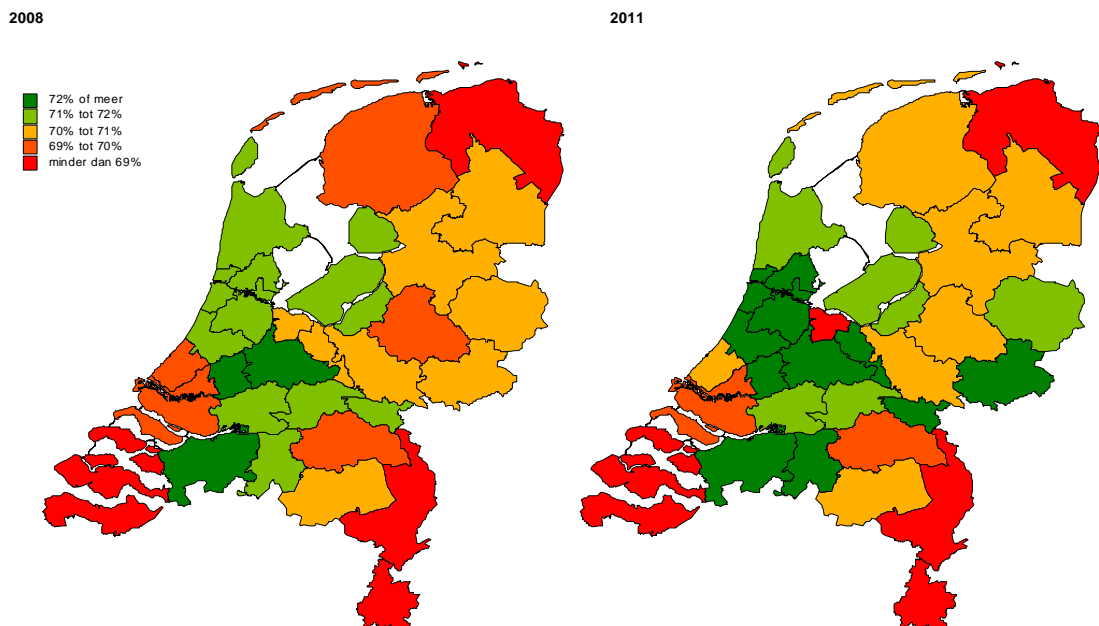 2008
2011
72% of meer
71% tot 72%
70% tot 71%
69% tot 70%
minder dan 69%